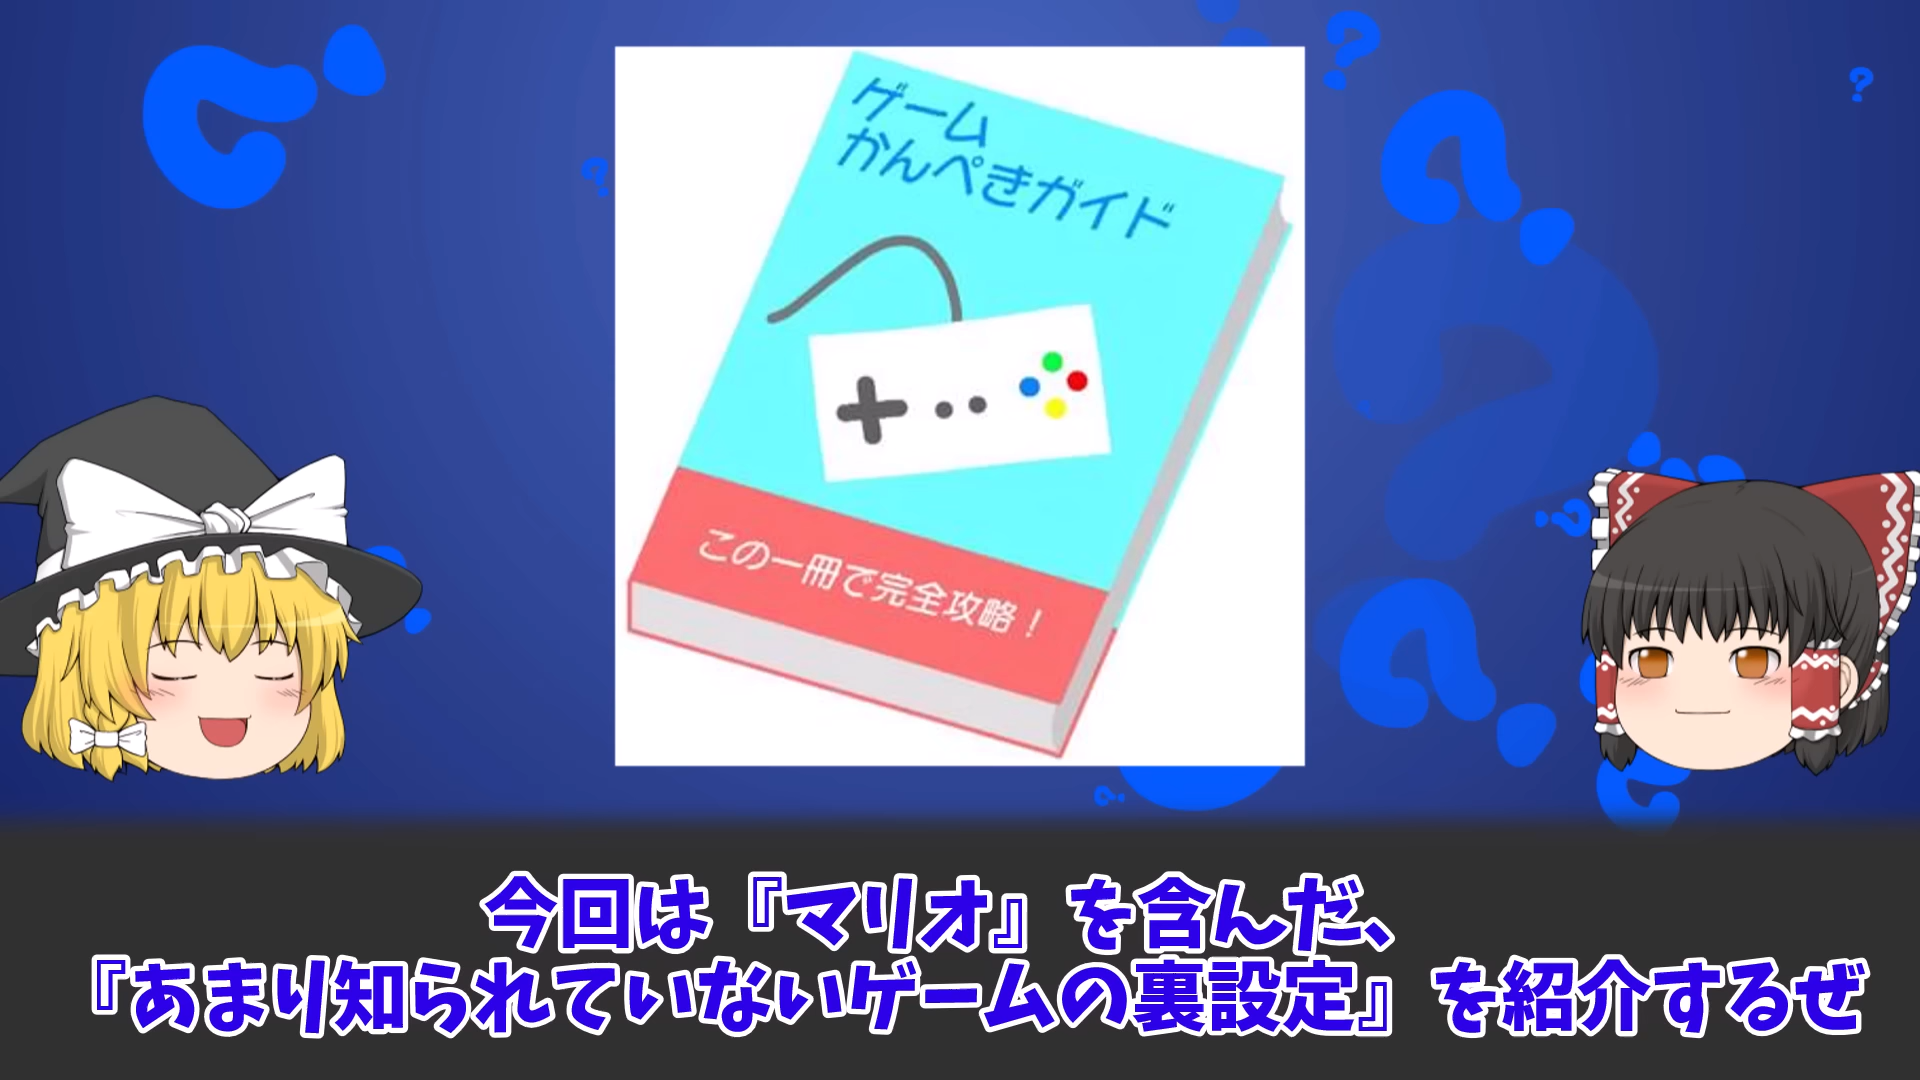 ゲーム
かんぺきガイド
この一冊で完全攻略！
今回は『マリオ』を含んだ、
『あまり知られていないゲームの裏設定』を紹介するぜ